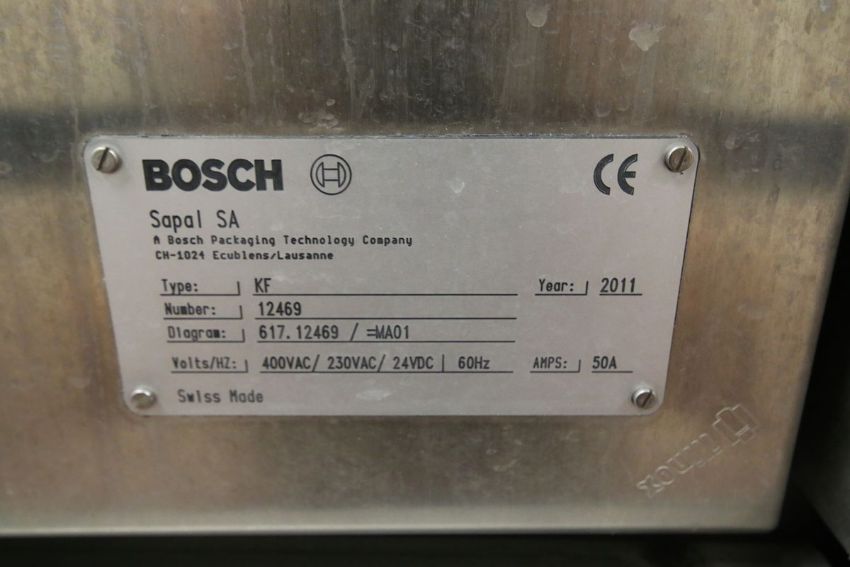 BOSCH CE
Sapal SA
A Bosch Packaging Technology Company
CH-1024 Ecublens/Lausanne
Type: KF Year: 2011
Number: 12469
Diagram: 617.12469 / =MA01
Volts/HZ: 400VAC/ 230VAC/ 24VDC | 60Hz AMPS: 50A
Swiss Made